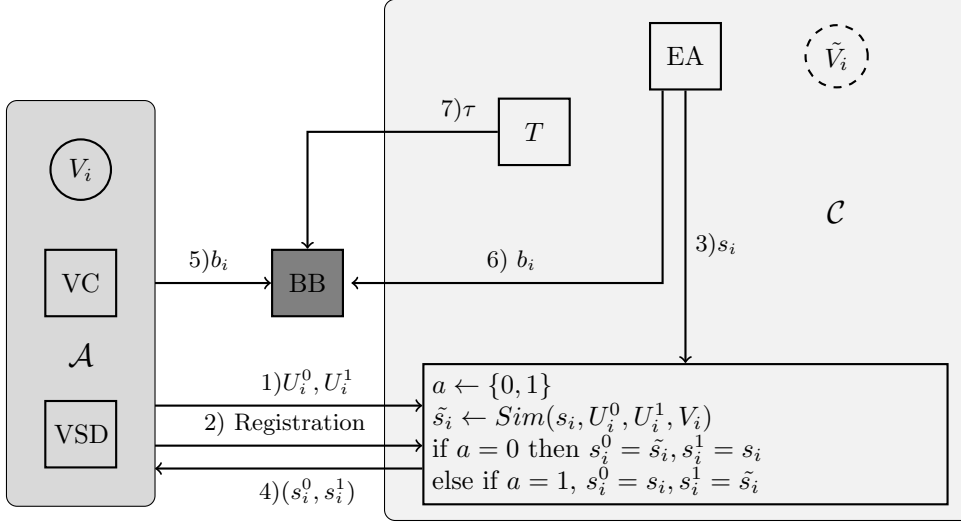 EA
$\tilde{V}_i$
7)$\tau$
$T$
$V_i$
$\mathcal{C}$
3)$s_i$
5)$b_i$
6) $b_i$
VC
BB
$\mathcal{A}$
1)$U_i^0, U_i^1$
2) Registration
VSD
4)$(s_i^0, s_i^1)$
$a \leftarrow \{0, 1\}$
$\tilde{s}_i \leftarrow Sim(s_i, U_i^0, U_i^1, V_i)$
if $a = 0$ then $s_i^0 = \tilde{s}_i, s_i^1 = s_i$
else if $a = 1$, $s_i^0 = s_i, s_i^1 = \tilde{s}_i$